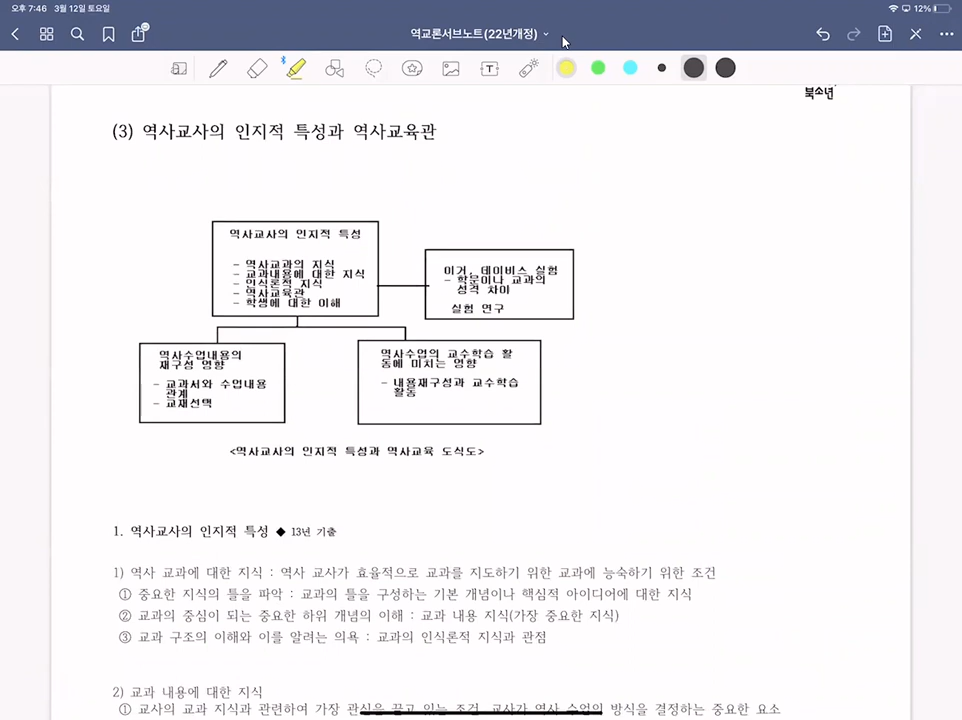 오후 7:46 3월 12일 토요일
12%
역교론서브노트(22년개정)
북소년
(3) 역사교사의 인지적 특성과 역사교육관
역사교사의 인지적 특성
- 역사교과의 지식
- 교과내용에 대한 지식
- 인식론적 지식
- 역사교육관
- 학생에 대한 이해
이거, 데이비스 실험
- 학문이나 교과의
성격 차이
실험 연구
역사수업내용의
재구성 영향
- 교과서와 수업내용
관계
- 교재선택
역사수업의 교수학습 활
동에 미치는 영향
- 내용재구성과 교수학습
활동
<역사교사의 인지적 특성과 역사교육 도식도>
1. 역사교사의 인지적 특성 ◆ 13년 기출
1) 역사 교과에 대한 지식 : 역사 교사가 효율적으로 교과를 지도하기 위한 교과에 능숙하기 위한 조건
① 중요한 지식의 틀을 파악 : 교과의 틀을 구성하는 기본 개념이나 핵심적 아이디어에 대한 지식
② 교과의 중심이 되는 중요한 하위 개념의 이해 : 교과 내용 지식(가장 중요한 지식)
③ 교과 구조의 이해와 이를 알려는 의욕 : 교과의 인식론적 지식과 관점
2) 교과 내용에 대한 지식
① 교사의 교과 지식과 관련하여 가장 관심을 끌고 있는 조건, 교사가 역사 수업의 방식을 결정하는 중요한 요소